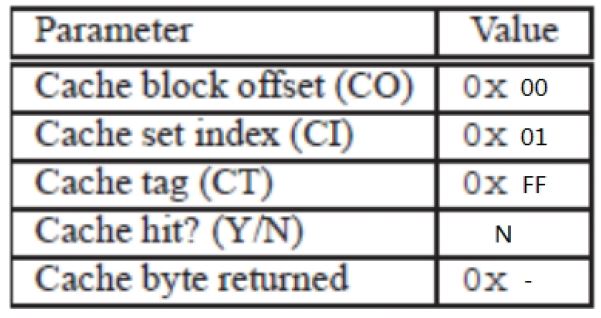 Parameter Value
Cache block offset (CO) 0x 00
Cache set index (CI) 0x 01
Cache tag (CT) 0x FF
Cache hit? (Y/N) N
Cache byte returned 0x -